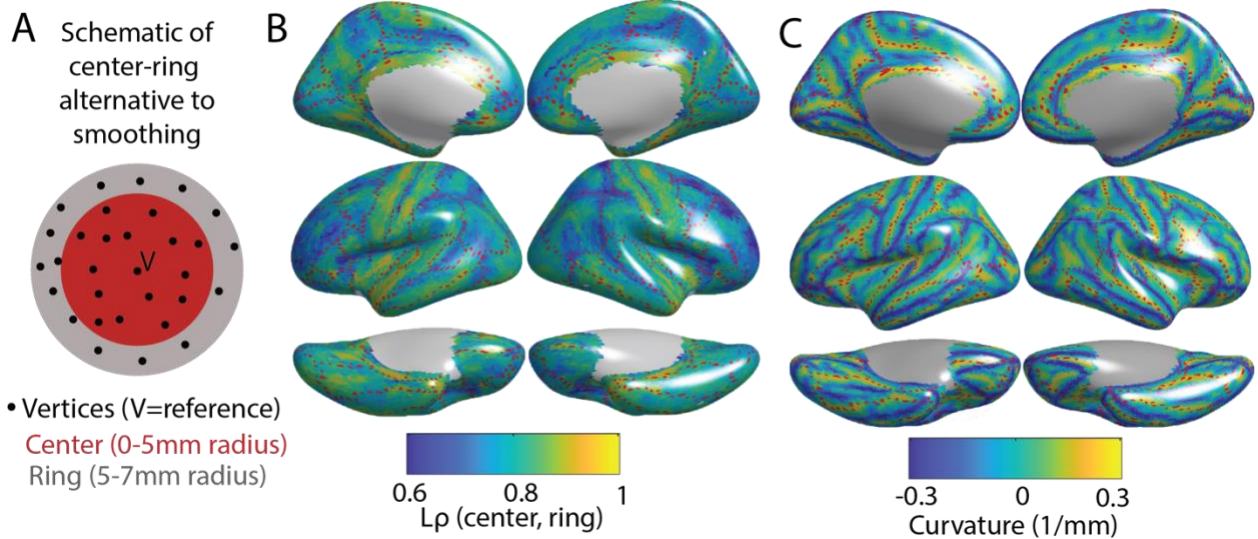 A
Schematic of
center-ring
alternative to
smoothing
V
• Vertices (V=reference)
Center (0-5mm radius)
Ring (5-7mm radius)
B
0.6 0.8 1
Lρ (center, ring)
C
-0.3 0 0.3
Curvature (1/mm)